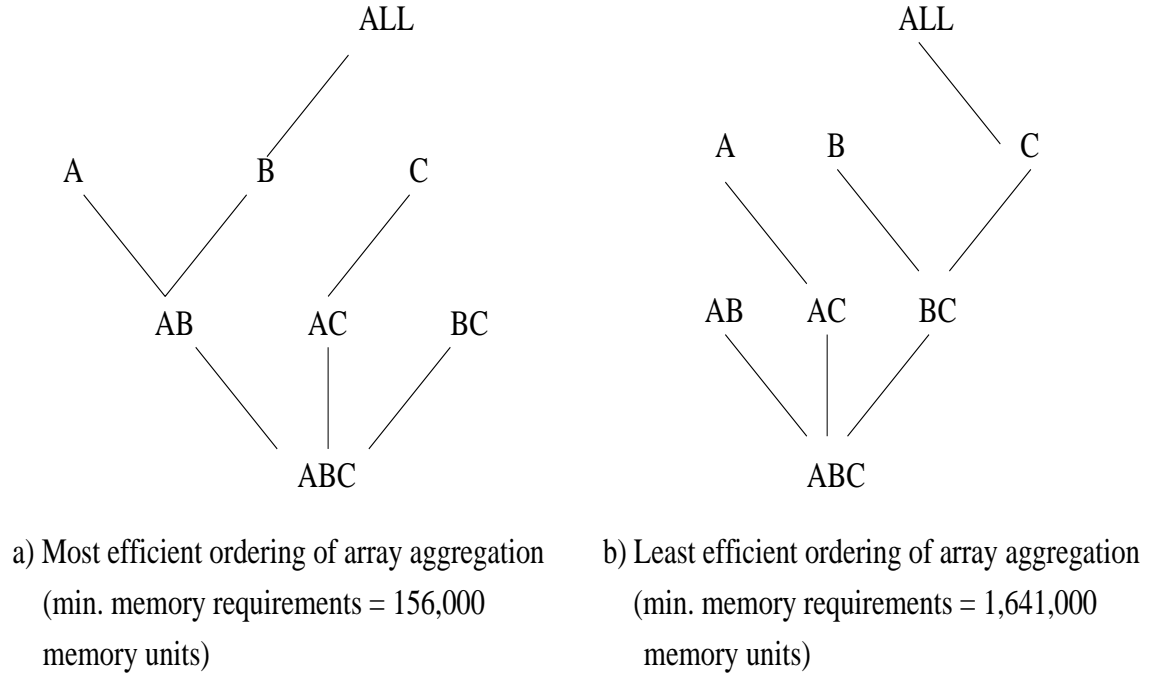 ALL
A B C
AB AC BC
ABC
a) Most efficient ordering of array aggregation
(min. memory requirements = 156,000
memory units)
ALL
A B C
AB AC BC
ABC
b) Least efficient ordering of array aggregation
(min. memory requirements = 1,641,000
memory units)